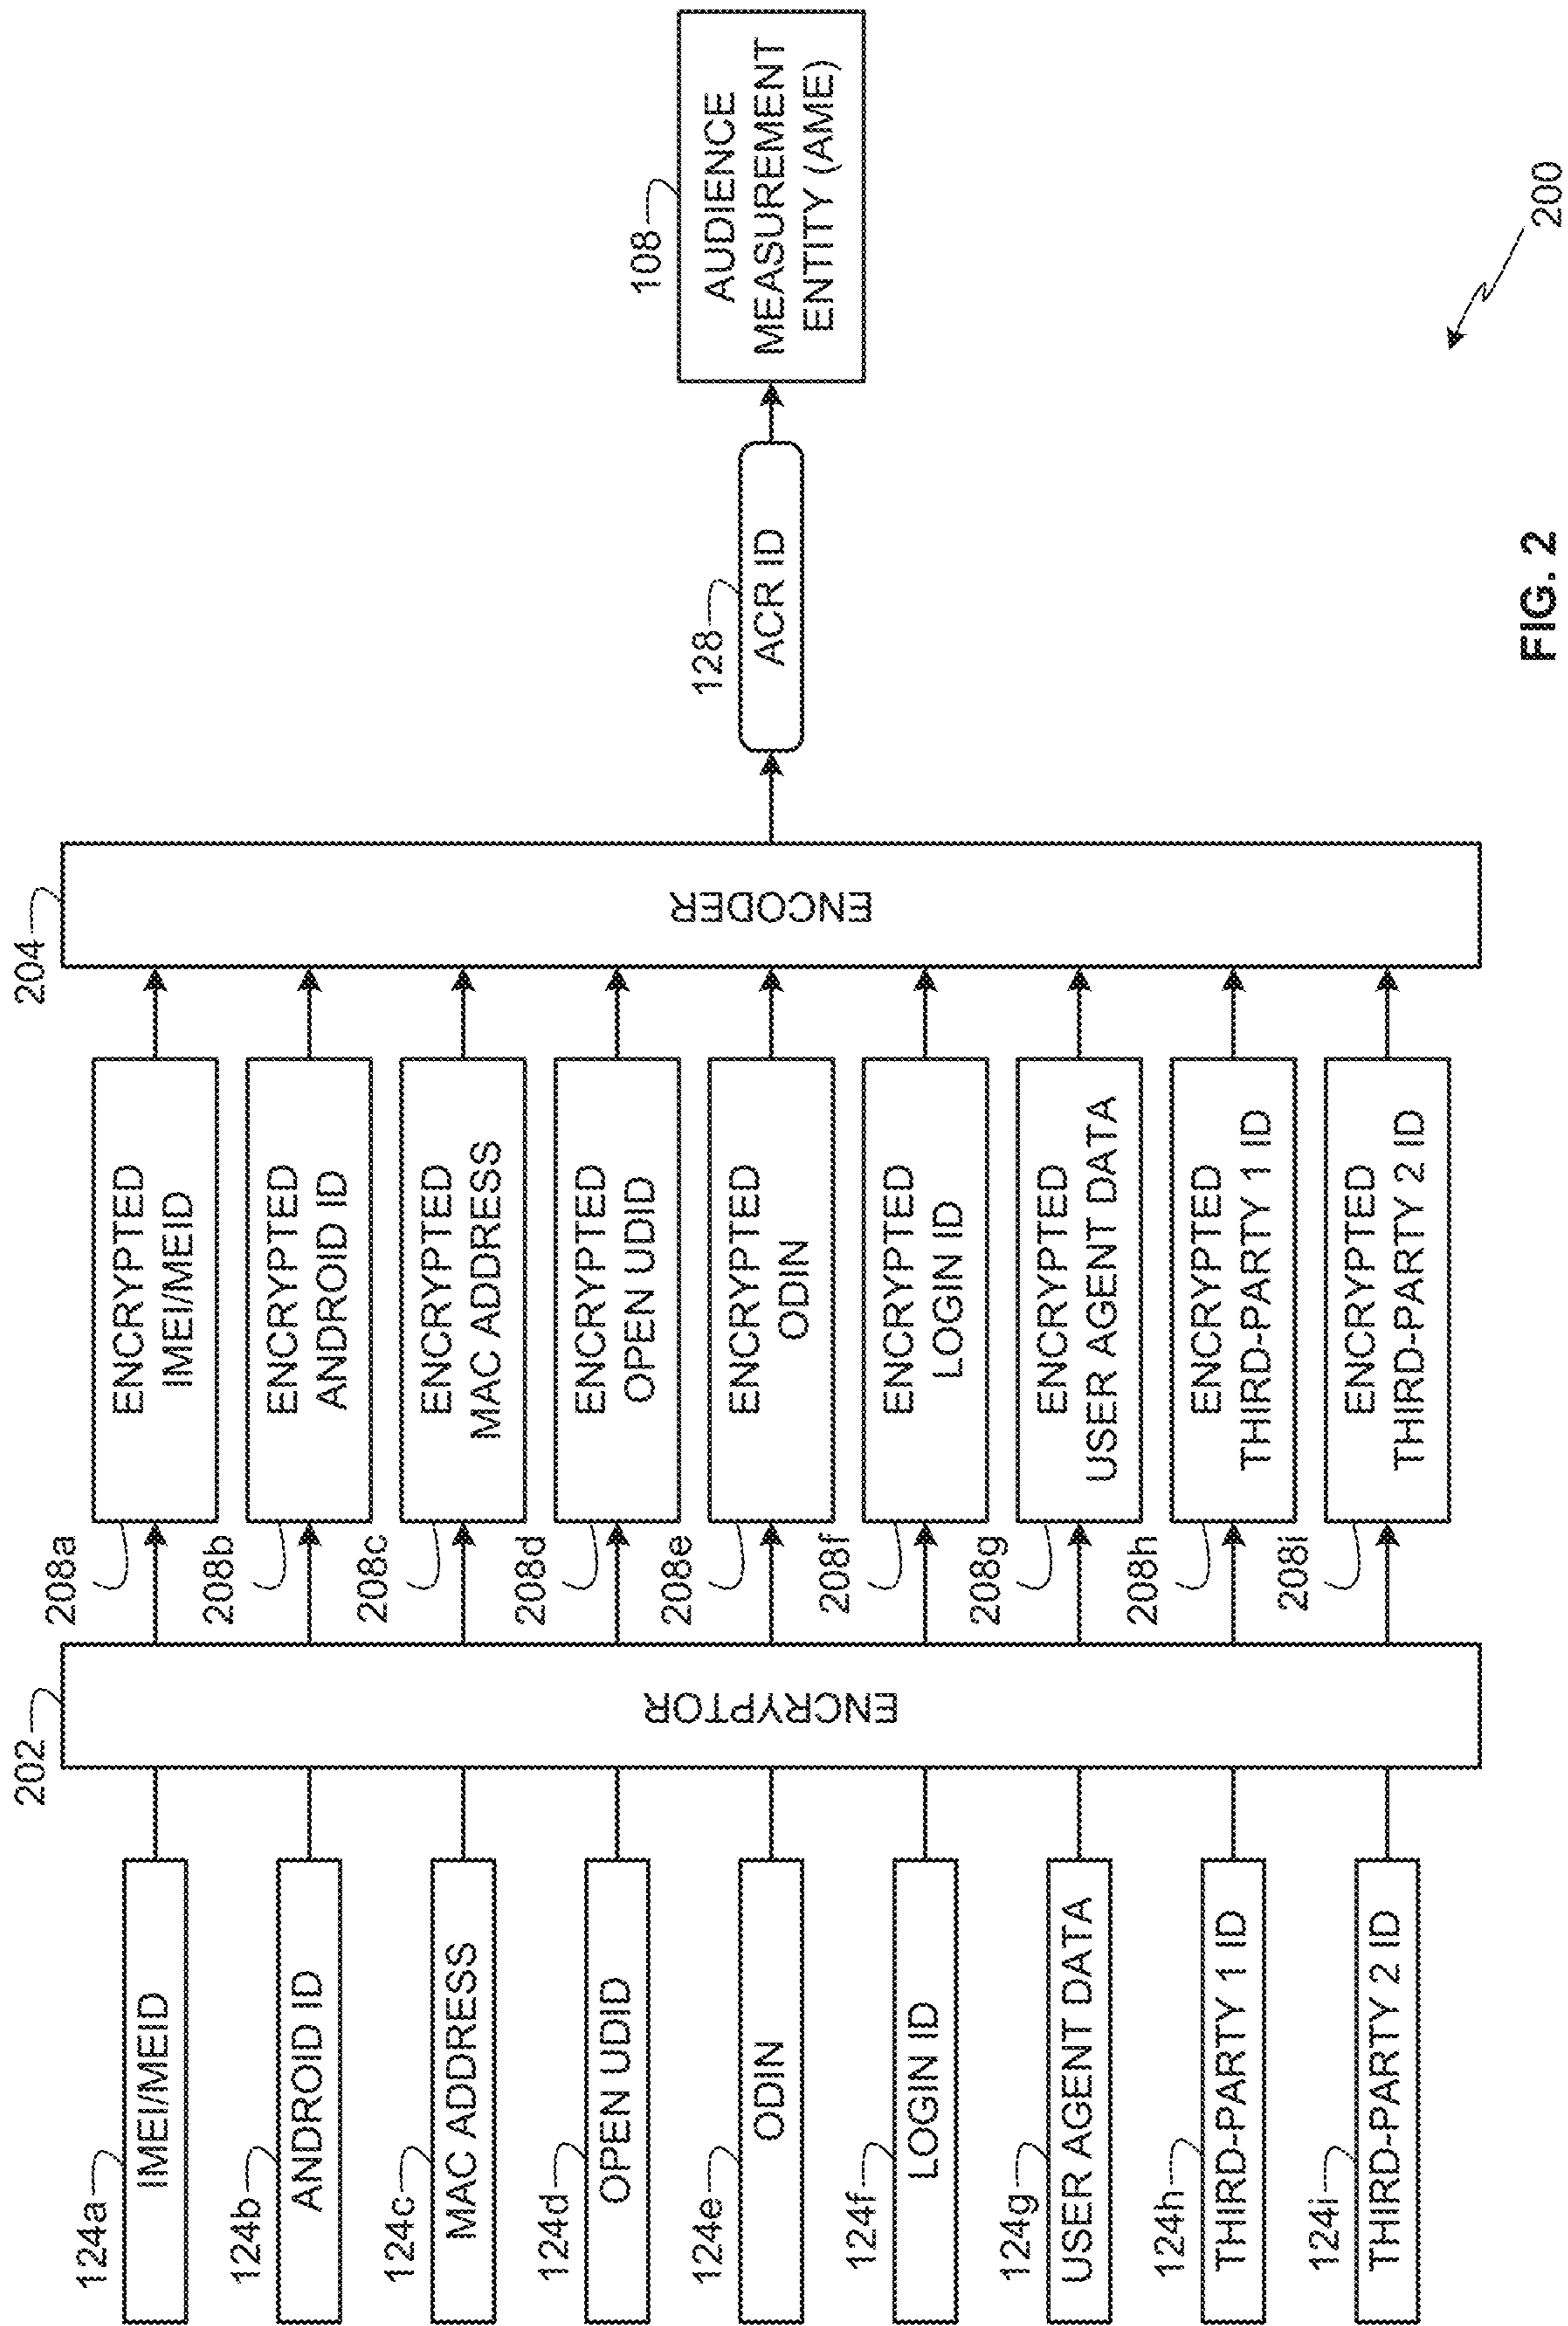 202
204
124a
IMEI/MEID
208a
ENCRYPTED
IMEI/MEID
124b
ANDROID ID
208b
ENCRYPTED
ANDROID ID
124c
MAC ADDRESS
208c
ENCRYPTED
MAC ADDRESS
124d
OPEN UDID
208d
ENCRYPTED
OPEN UDID
124e
ODIN
208e
ENCRYPTED
ODIN
124f
LOGIN ID
208f
ENCRYPTED
LOGIN ID
124g
USER AGENT DATA
208g
ENCRYPTED
USER AGENT DATA
124h
THIRD-PARTY 1 ID
208h
ENCRYPTED
THIRD-PARTY 1 ID
124i
THIRD-PARTY 2 ID
208i
ENCRYPTED
THIRD-PARTY 2 ID
ENCRYPTOR
ENCODER
128
ACR ID
108
AUDIENCE
MEASUREMENT
ENTITY (AME)
200
FIG. 2